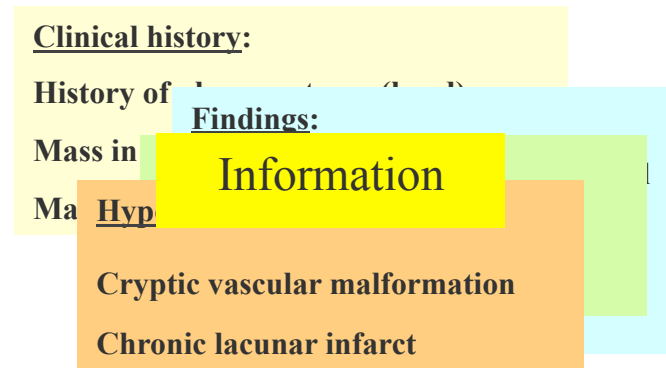 Clinical history:
History of
Findings:
Mass in
Information
Ma
Hyp
Cryptic vascular malformation
Chronic lacunar infarct